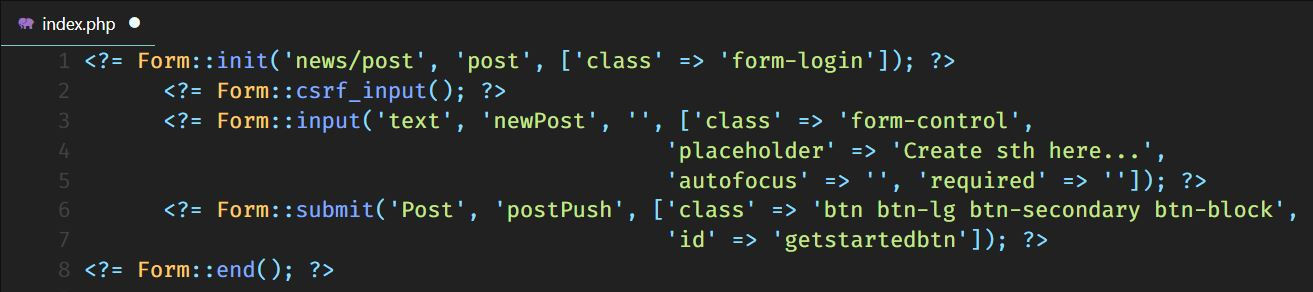 index.php
1 <?= Form::init('news/post', 'post', ['class' => 'form-login']); ?>
2 <?= Form::csrf_input(); ?>
3 <?= Form::input('text', 'newPost', '', ['class' => 'form-control',
4 'placeholder' => 'Create sth here...',
5 'autofocus' => '', 'required' => '']); ?>
6 <?= Form::submit('Post', 'postPush', ['class' => 'btn btn-lg btn-secondary btn-block',
7 'id' => 'getstartedbtn']); ?>
8 <?= Form::end(); ?>